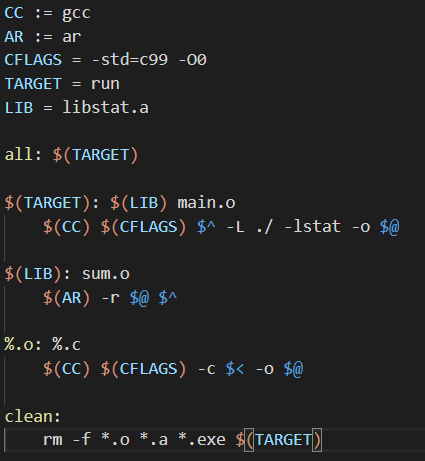 CC := gcc
AR := ar
CFLAGS = -std=c99 -O0
TARGET = run
LIB = libstat.a
all: $(TARGET)
$(TARGET): $(LIB) main.o
$(CC) $(CFLAGS) $^ -L ./ -lstat -o $@
$(LIB): sum.o
$(AR) -r $@ $^
%.o: %.c
$(CC) $(CFLAGS) -c $< -o $@
clean:
rm -f *.o *.a *.exe $(TARGET)